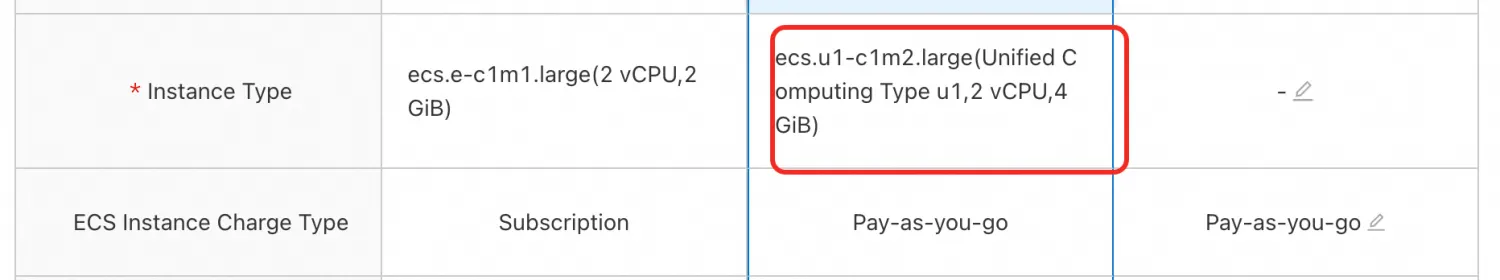 * Instance Type
ecs.e-c1m1.large(2 vCPU,2
GiB)
ecs.u1-c1m2.large(Unified C
omputing Type u1,2 vCPU,4
GiB)
-
ECS Instance Charge Type
Subscription
Pay-as-you-go
Pay-as-you-go